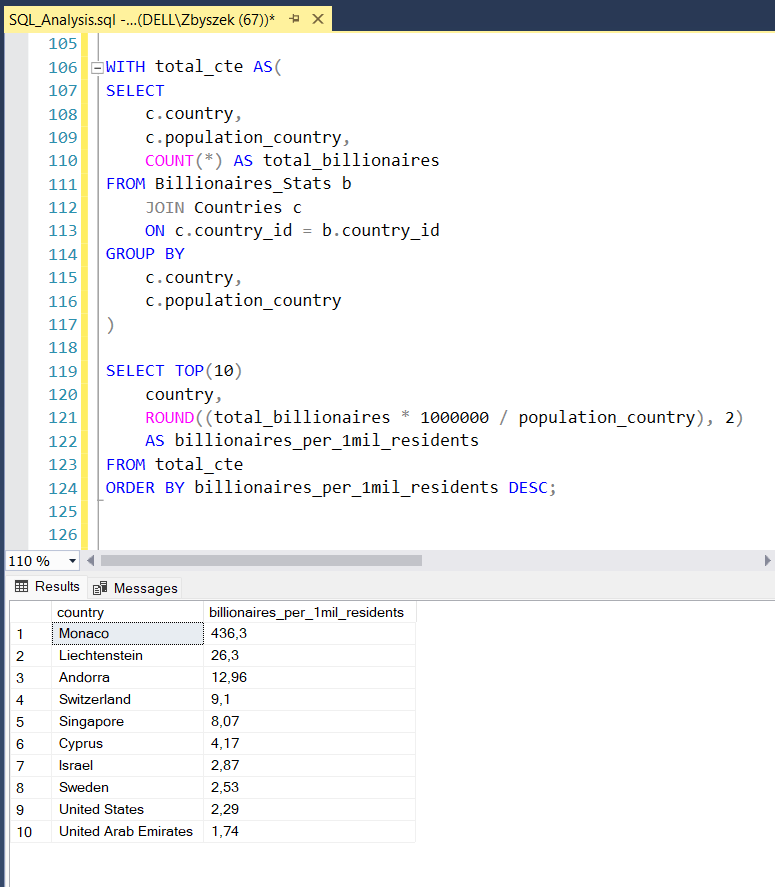 SQL_Analysis.sql -...(DELL\Zbyszek (67))*
105
106 WITH total_cte AS(
107 SELECT
108 c.country,
109 c.population_country,
110 COUNT(*) AS total_billionaires
111 FROM Billionaires_Stats b
112 JOIN Countries c
113 ON c.country_id = b.country_id
114 GROUP BY
115 c.country,
116 c.population_country
117 )
118
119 SELECT TOP(10)
120 country,
121 ROUND((total_billionaires * 1000000 / population_country), 2)
122 AS billionaires_per_1mil_residents
123 FROM total_cte
124 ORDER BY billionaires_per_1mil_residents DESC;
125
126
110 %
Results Messages
country billionaires_per_1mil_residents
1 Monaco 436,3
2 Liechtenstein 26,3
3 Andorra 12,96
4 Switzerland 9,1
5 Singapore 8,07
6 Cyprus 4,17
7 Israel 2,87
8 Sweden 2,53
9 United States 2,29
10 United Arab Emirates 1,74